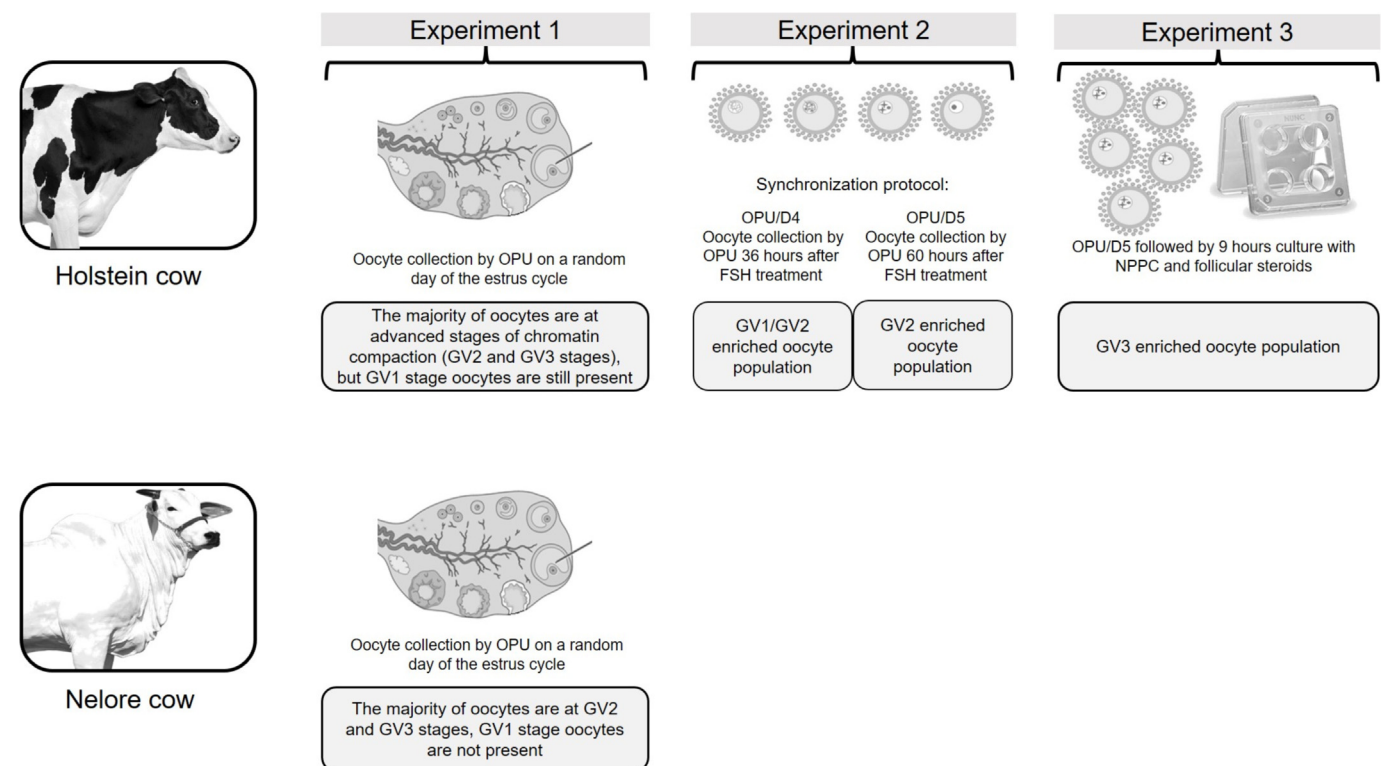 Experiment 1
Experiment 2
Experiment 3
Holstein cow
Oocyte collection by OPU on a random
day of the estrus cycle
The majority of oocytes are at
advanced stages of chromatin
compaction (GV2 and GV3 stages),
but GV1 stage oocytes are still present
Synchronization protocol:
OPU/D4
Oocyte collection by
OPU 36 hours after
FSH treatment
OPU/D5
Oocyte collection by
OPU 60 hours after
FSH treatment
GV1/GV2
enriched oocyte
population
GV2 enriched
oocyte
population
OPU/D5 followed by 9 hours culture with
NPPC and follicular steroids
GV3 enriched oocyte population
Nelore cow
Oocyte collection by OPU on a random
day of the estrus cycle
The majority of oocytes are at GV2
and GV3 stages, GV1 stage oocytes
are not present